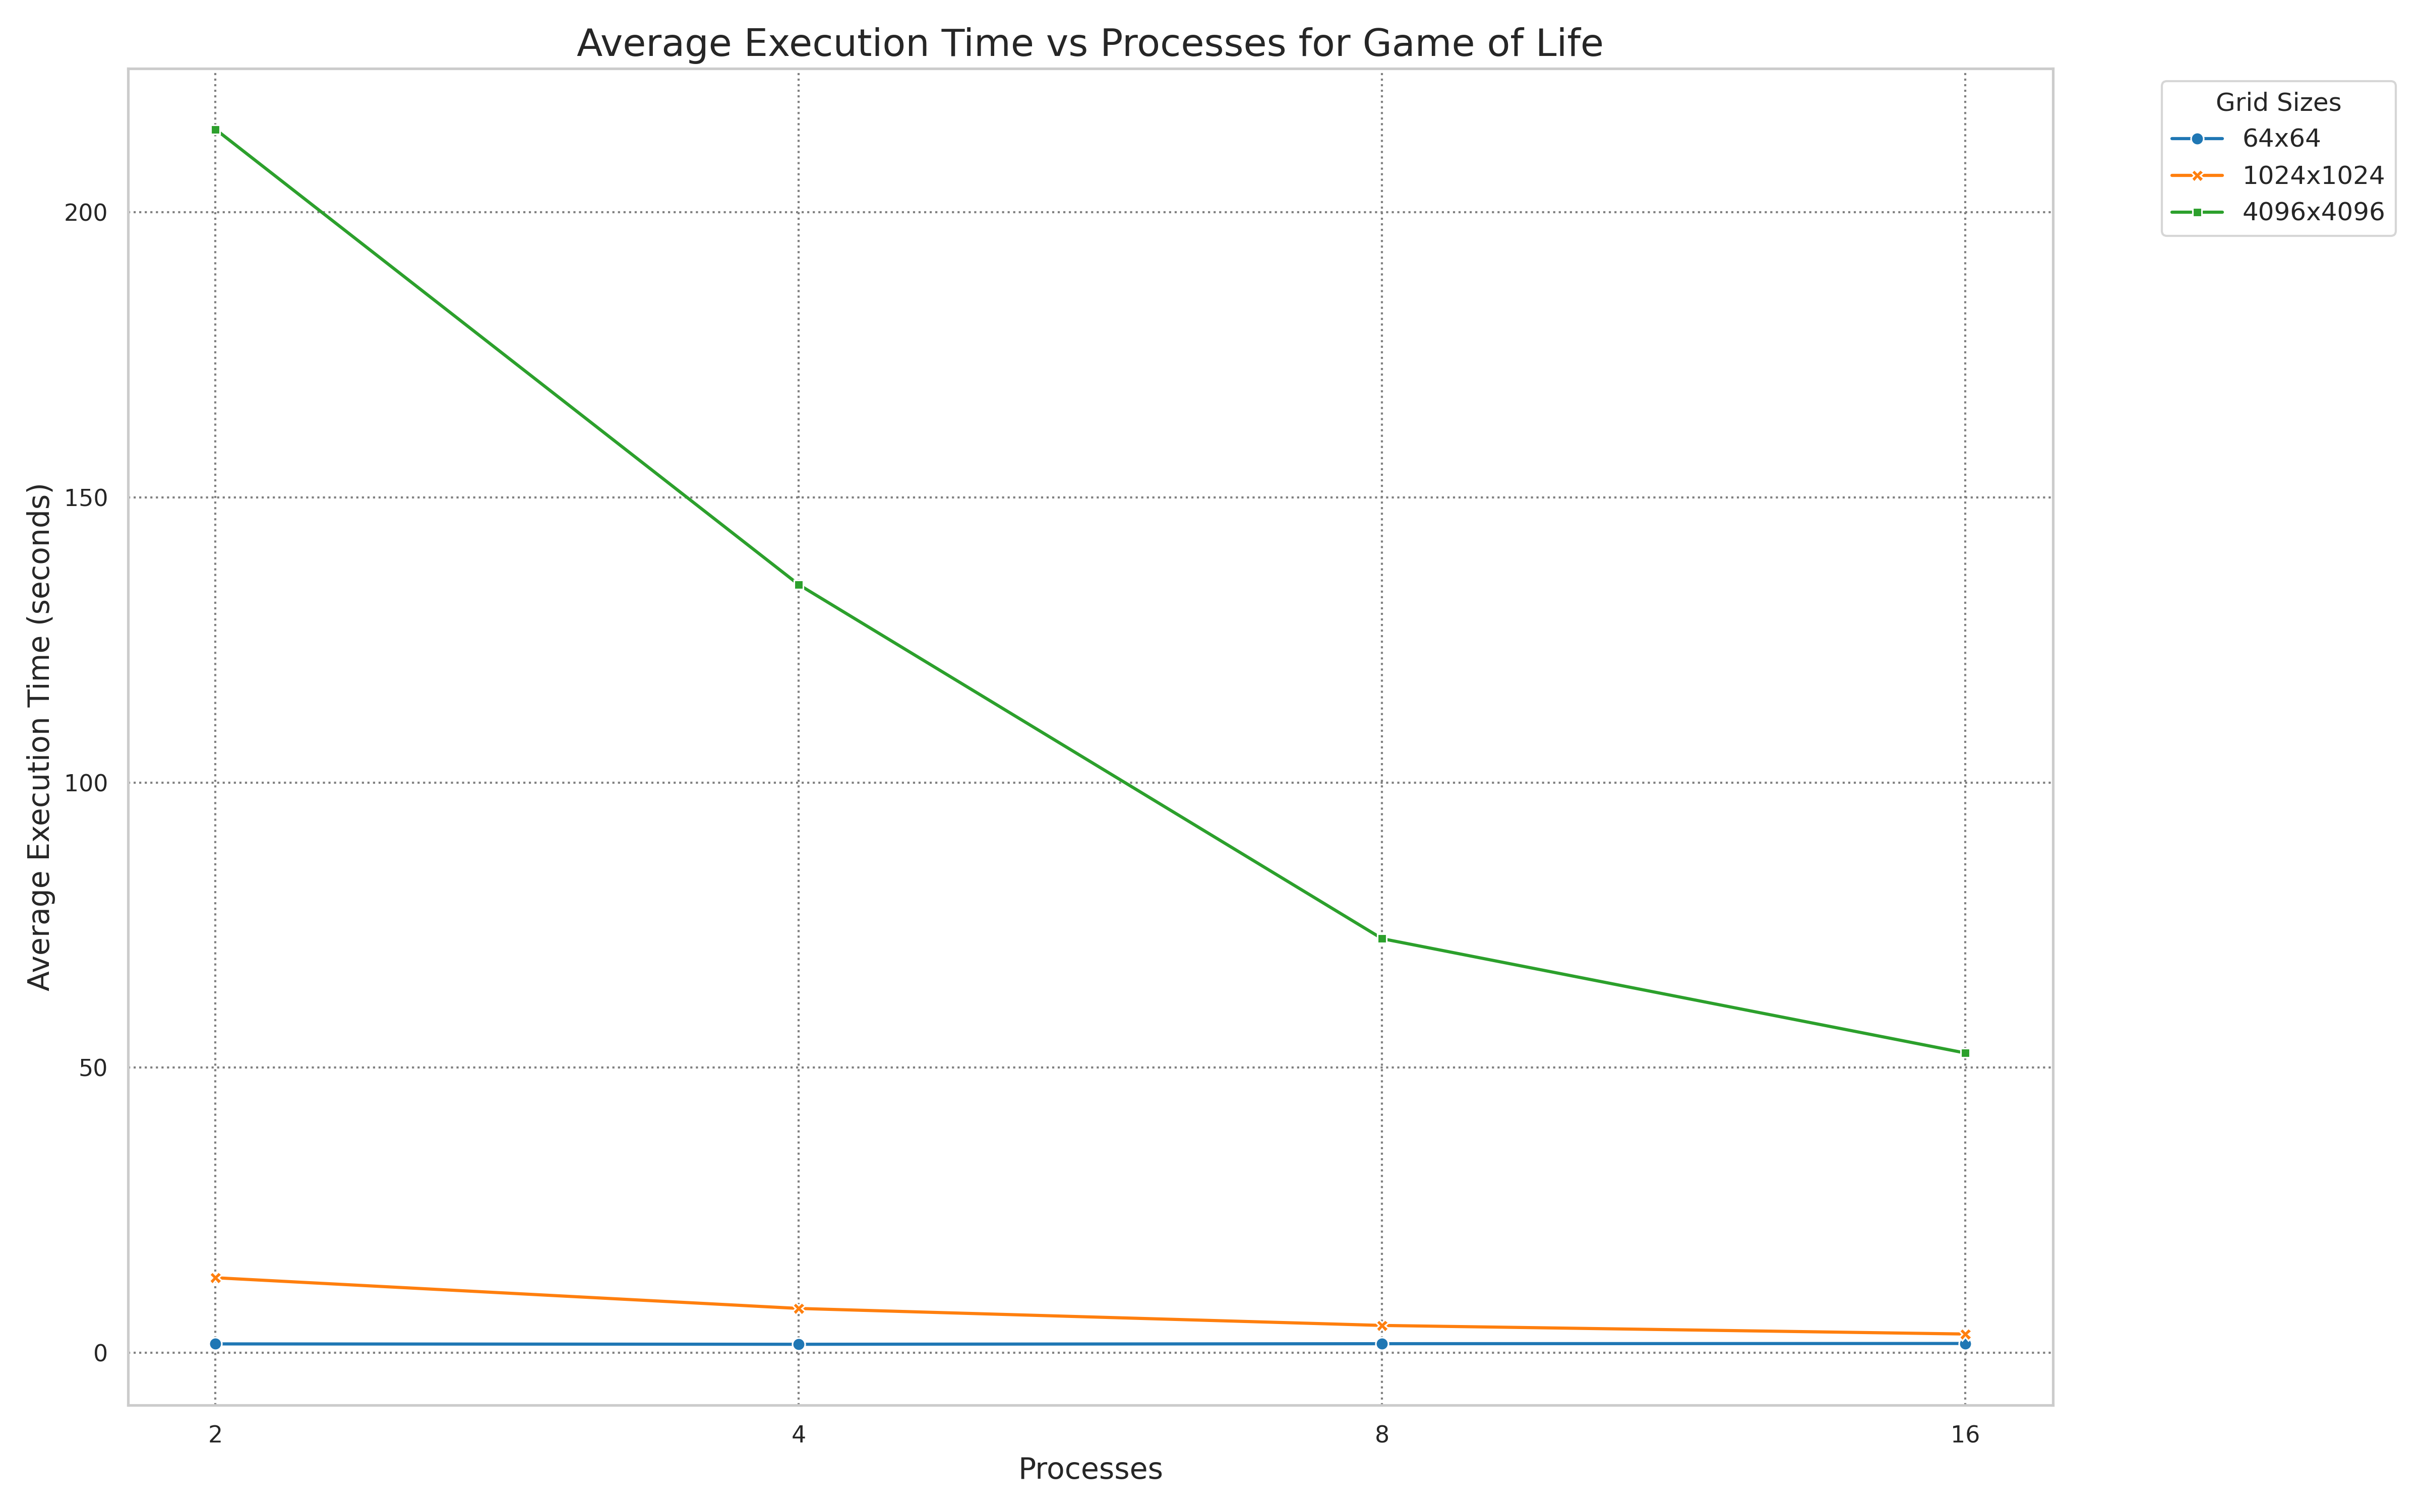 Average Execution Time vs Processes for Game of Life
Grid Sizes
64x64
1024x1024
4096x4096
Average Execution Time (seconds)
200
150
100
50
0
2 4 8 16
Processes